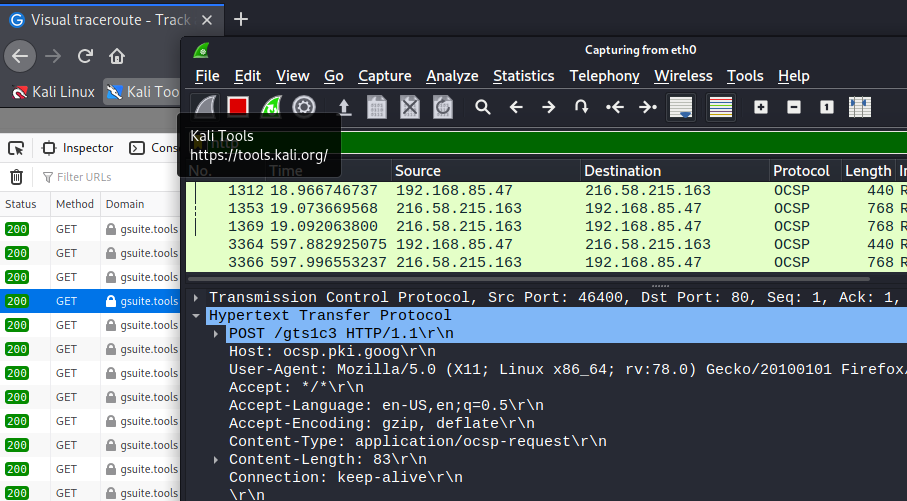 Visual traceroute - Track
Capturing from eth0
File Edit View Go Capture Analyze Statistics Telephony Wireless Tools Help
Kali Linux Kali Too
Kali Tools
https://tools.kali.org/
Inspector Cons
Filter URLs
No. Time Source Destination Protocol Length
1312 18.966746737 192.168.85.47 216.58.215.163 OCSP 440 R
1353 19.073669568 216.58.215.163 192.168.85.47 OCSP 768 R
1369 19.092063800 216.58.215.163 192.168.85.47 OCSP 768 R
3364 597.882925075 192.168.85.47 216.58.215.163 OCSP 440 R
3366 597.996553237 216.58.215.163 192.168.85.47 OCSP 768 R
Status Method Domain
200 GET gsuite.tools
200 GET gsuite.tools
200 GET gsuite.tools
200 GET gsuite.tools
200 GET gsuite.tools
200 GET gsuite.tools
200 GET gsuite.tools
200 GET gsuite.tools
200 GET gsuite.tools
200 GET gsuite.tools
200 GET gsuite.tools
200 GET gsuite.tools
Transmission Control Protocol, Src Port: 46400, Dst Port: 80, Seq: 1, Ack: 1,
Hypertext Transfer Protocol
POST /gts1c3 HTTP/1.1\r\n
Host: ocsp.pki.goog\r\n
User-Agent: Mozilla/5.0 (X11; Linux x86_64; rv:78.0) Gecko/20100101 Firefox/
Accept: */*\r\n
Accept-Language: en-US,en;q=0.5\r\n
Accept-Encoding: gzip, deflate\r\n
Content-Type: application/ocsp-request\r\n
Content-Length: 83\r\n
Connection: keep-alive\r\n
\r\n